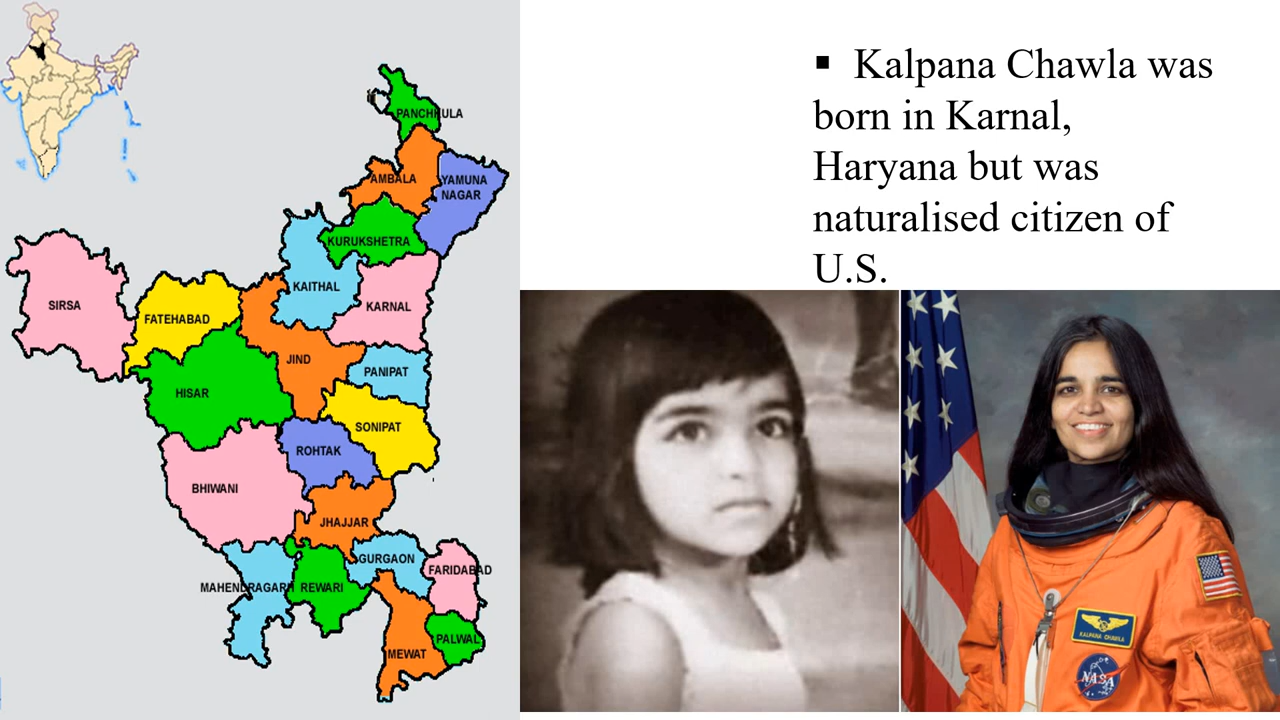 PANCHKULA
AMBALA
YAMUNA
NAGAR
KURUKSHETRA
KAITHAL
KARNAL
SIRSA
FATEHABAD
JIND
PANIPAT
HISAR
SONIPAT
ROHTAK
BHIWANI
JHAJJAR
GURGAON
FARIDABAD
MAHENDRAGARH
REWARI
PALWAL
MEWAT
▪ Kalpana Chawla was
born in Karnal,
Haryana but was
naturalised citizen of
U.S.
KALPANA CHAWLA
NASA